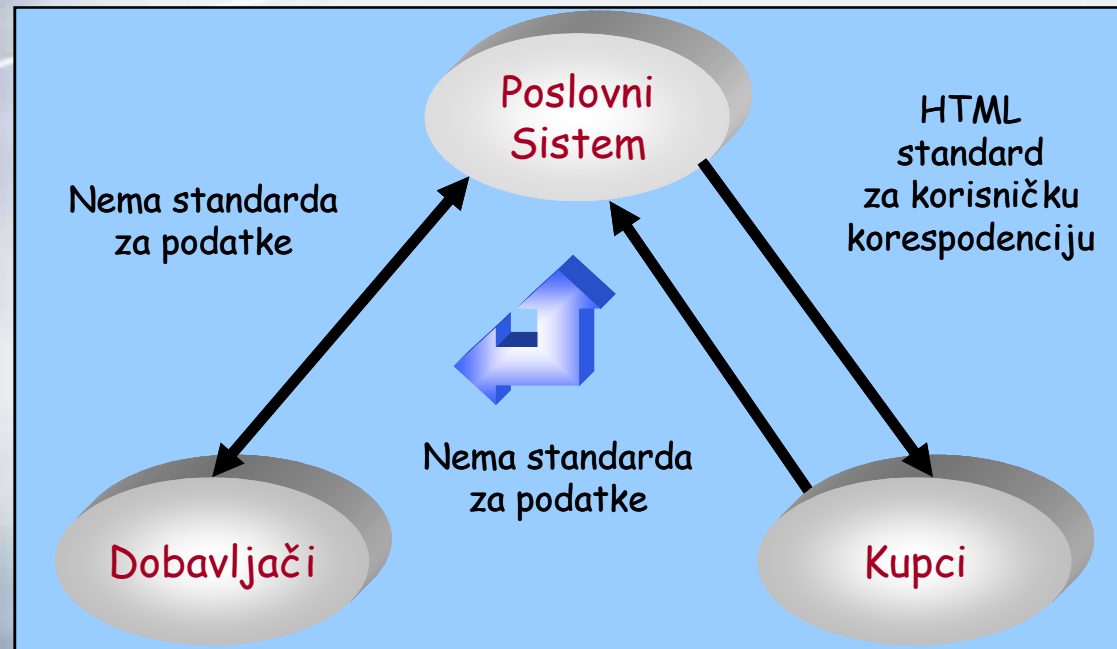 Poslovni
Sistem
HTML
standard
za korisničku
korespodenciju
Nema standarda
za podatke
Nema standarda
za podatke
Dobavljači
Kupci